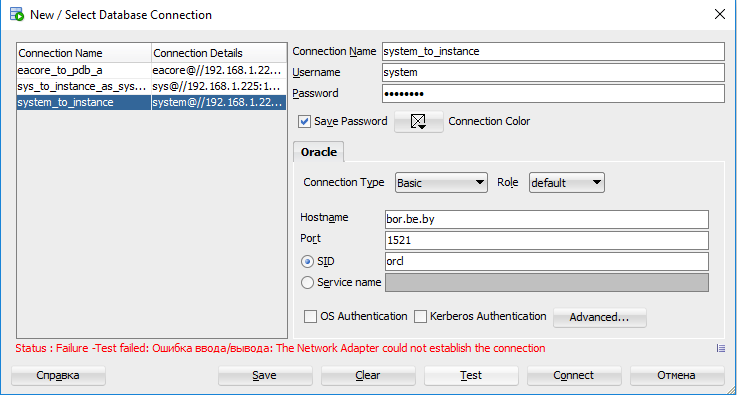 New / Select Database Connection
Connection Name Connection Details
eacore_to_pdb_a eacore@//192.168.1.22...
sys_to_instance_as_sys... sys@//192.168.1.225:1...
system_to_instance system@//192.168.1.22...
Connection Name system_to_instance
Username system
Password ••••••••
Save Password Connection Color
Oracle
Connection Type Basic Role default
Hostname bor.be.by
Port 1521
SID orcl
Service name
OS Authentication Kerberos Authentication Advanced...
Status : Failure -Test failed: Ошибка ввода/вывода: The Network Adapter could not establish the connection
Справка Save Clear Test Connect Отмена